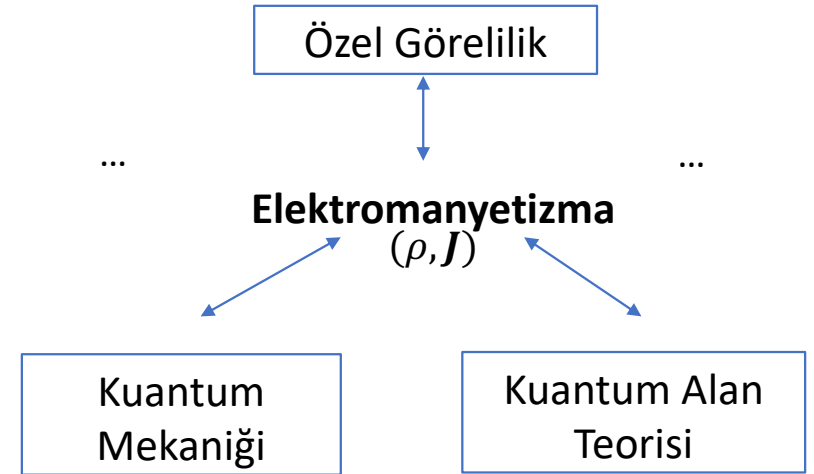 Özel Görelilik
... ...
Elektromanyetizma
(𝜌, 𝑱)
Kuantum
Mekaniği
Kuantum Alan
Teorisi